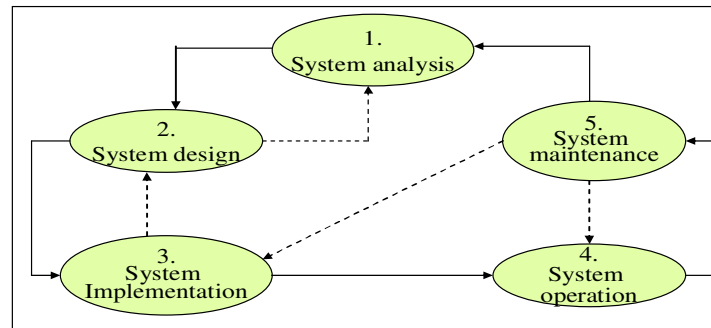 1.
System analysis
2.
System design
3.
System
Implementation
4.
System
operation
5.
System
maintenance